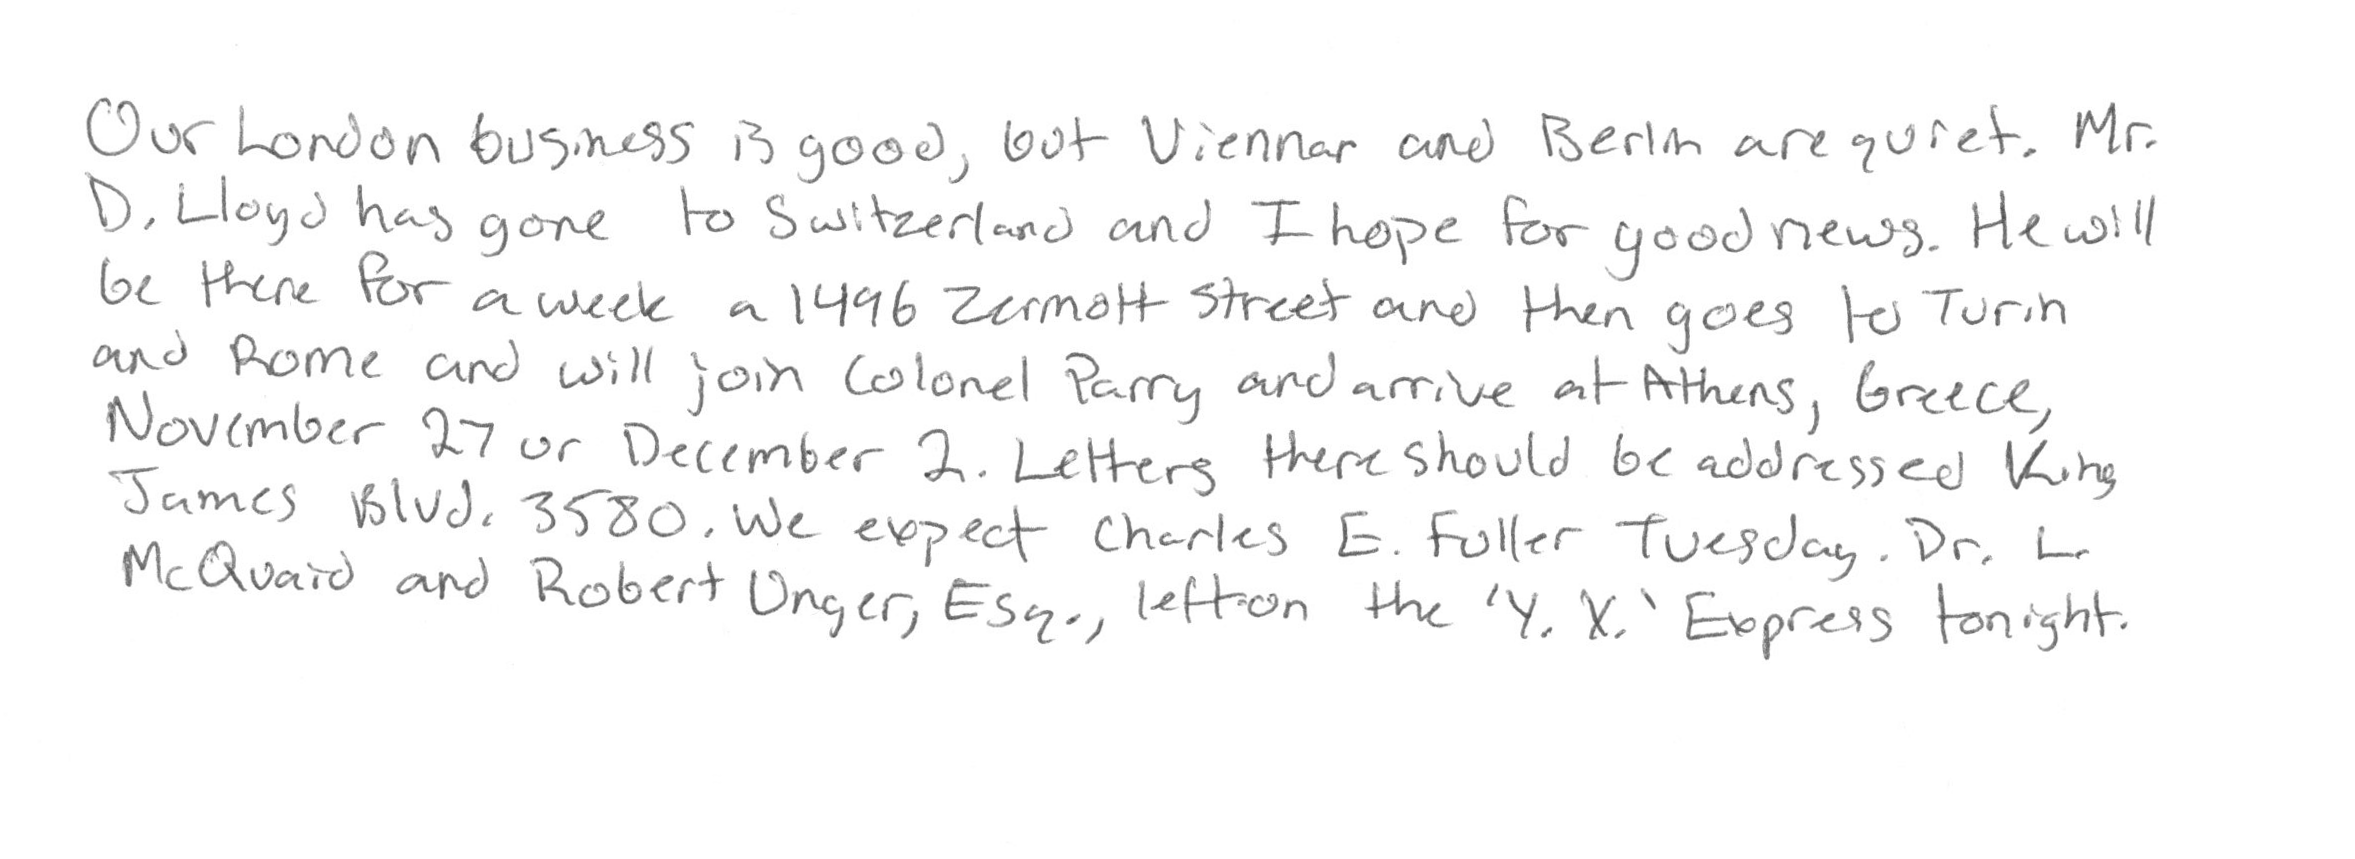 Our London business is good, but Viennar and Berlin are quiet. Mr.
D. Lloyd has gone to Switzerland and I hope for good news. He will
be there for a week a 1496 Zermott Street and then goes to Turin
and Rome and will join Colonel Parry and arrive at Athens, Greece,
November 27 or December 2. Letters there should be addressed King
James Blvd. 3580. We expect Charles E. Fuller Tuesday. Dr. L.
McQuaid and Robert Unger, Esq., left on the 'Y. X.' Express tonight.